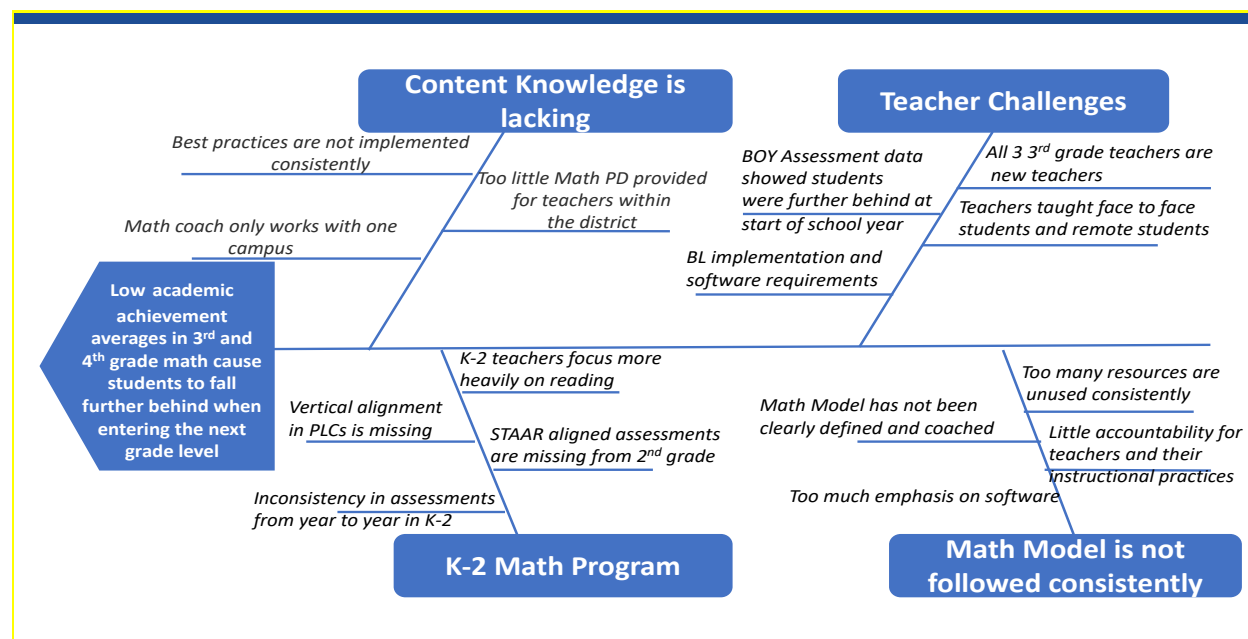 Content Knowledge is
lacking
Teacher Challenges
Best practices are not implemented
consistently
Too little Math PD provided
for teachers within
the district
Math coach only works with one
campus
BOY Assessment data
showed students
were further behind at
start of school year
All 3 3rd grade teachers are
new teachers
Teachers taught face to face
students and remote students
BL implementation and
software requirements
Low academic
achievement
averages in 3rd and
4th grade math cause
students to fall
further behind when
entering the next
grade level
K-2 teachers focus more
heavily on reading
Vertical alignment
in PLCs is missing
STAAR aligned assessments
are missing from 2nd grade
Inconsistency in assessments
from year to year in K-2
Too many resources are
unused consistently
Math Model has not been
clearly defined and coached
Little accountability for
teachers and their
instructional practices
Too much emphasis on software
K-2 Math Program
Math Model is not
followed consistently